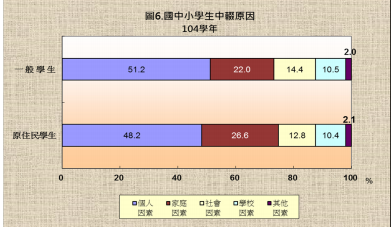 圖6.國中小學生中輟原因
104學年
2.0
一般學生 51.2 22.0 14.4 10.5
2.1
原住民學生 48.2 26.6 12.8 10.4
0 20 40 60 80 100 %
個人因素 家庭因素 社會因素 學校因素 其他因素